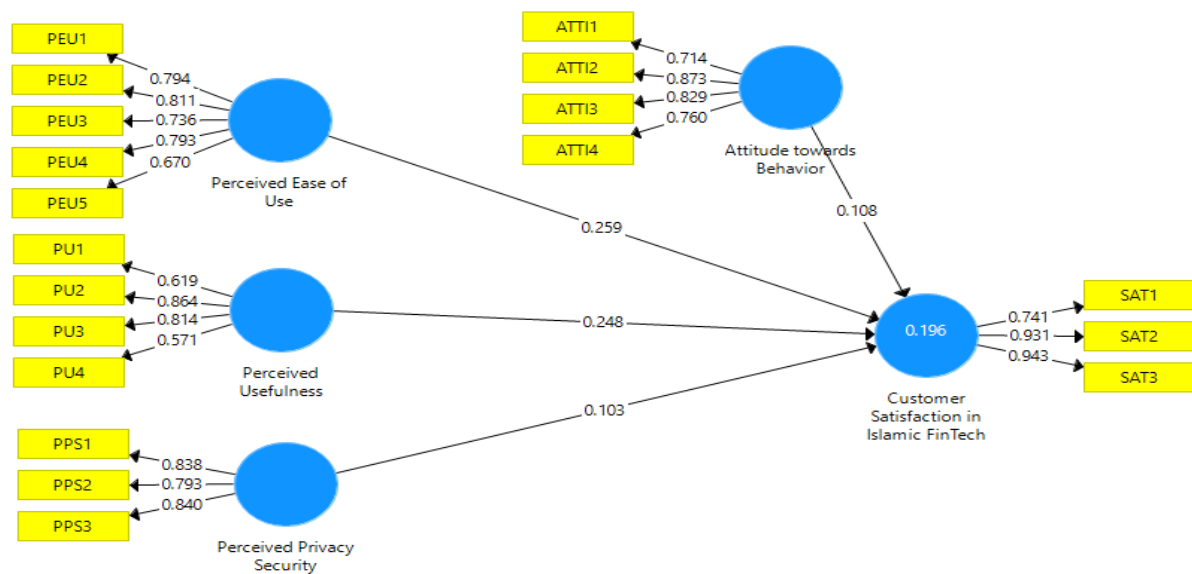 PEU1
PEU2
PEU3
PEU4
PEU5
0.794
0.811
0.736
0.793
0.670
Perceived Ease of
Use
ATTI1
ATTI2
ATTI3
ATTI4
0.714
0.873
0.829
0.760
Attitude towards
Behavior
0.108
0.259
PU1
PU2
PU3
PU4
0.619
0.864
0.814
0.571
Perceived
Usefulness
0.248
0.196
Customer
Satisfaction in
Islamic FinTech
0.741
0.931
0.943
SAT1
SAT2
SAT3
0.103
PPS1
PPS2
PPS3
0.838
0.793
0.840
Perceived Privacy
Security